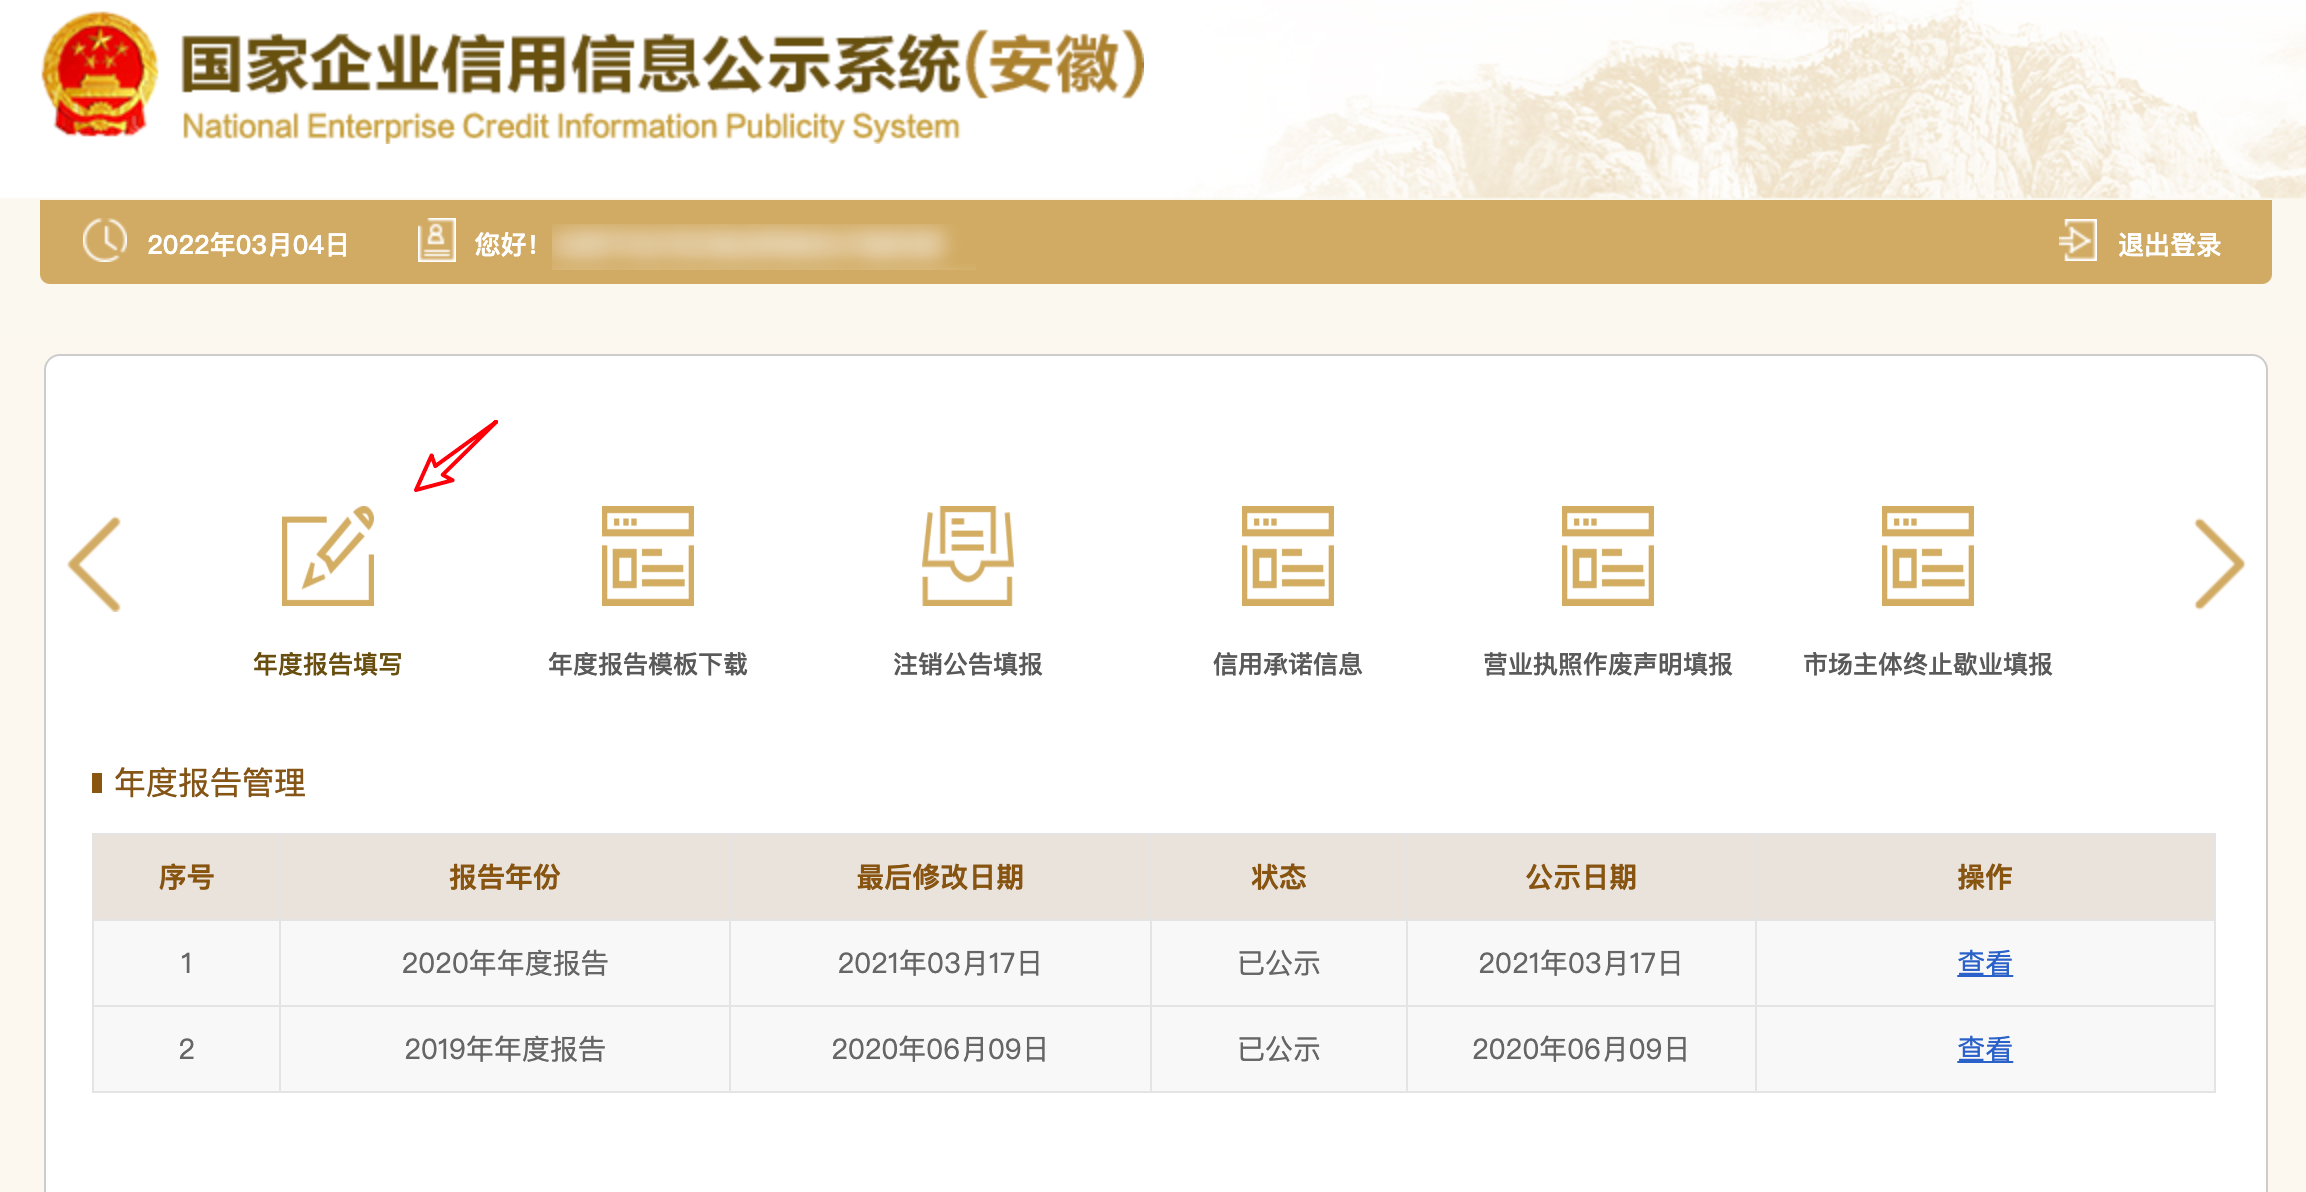 国家企业信用信息公示系统(安徽)
National Enterprise Credit Information Publicity System
2022年03月04日 您好! 退出登录
年度报告填写 年度报告模板下载 注销公告填报 信用承诺信息 营业执照作废声明填报 市场主体终止歇业填报
年度报告管理
序号 报告年份 最后修改日期 状态 公示日期 操作
1 2020年年度报告 2021年03月17日 已公示 2021年03月17日 查看
2 2019年年度报告 2020年06月09日 已公示 2020年06月09日 查看